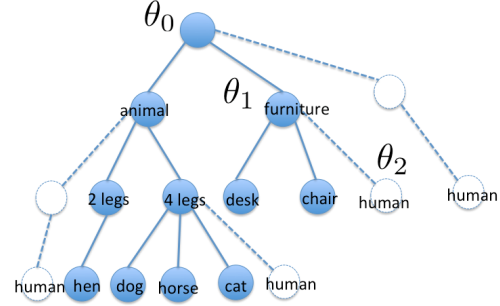 θ0
animal
θ1
furniture
θ2
2 legs
4 legs
desk
chair
human
human
human
hen
dog
horse
cat
human